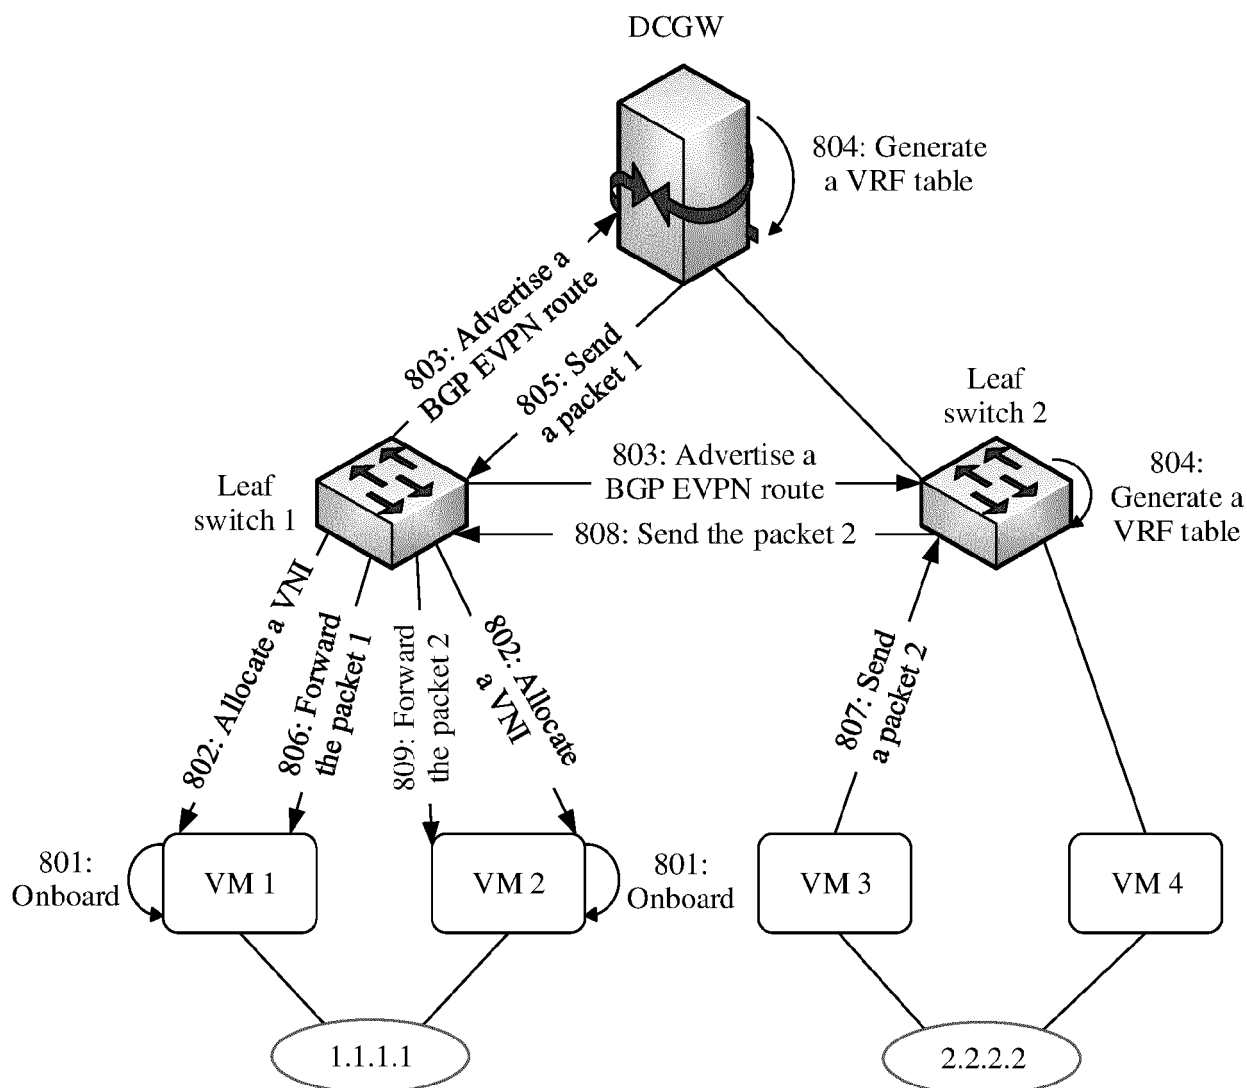 DCGW
804: Generate
a VRF table
803: Advertise a
BGP EVPN route
805: Send
a packet 1
Leaf
switch 2
Leaf
switch 1
803: Advertise a
BGP EVPN route
808: Send the packet 2
804:
Generate a
VRF table
802: Allocate a VNI
806: Forward
the packet 1
809: Forward
the packet 2
802: Allocate
a VNI
807: Send
a packet 2
801:
Onboard
VM 1
VM 2
801:
Onboard
VM 3
VM 4
1.1.1.1
2.2.2.2